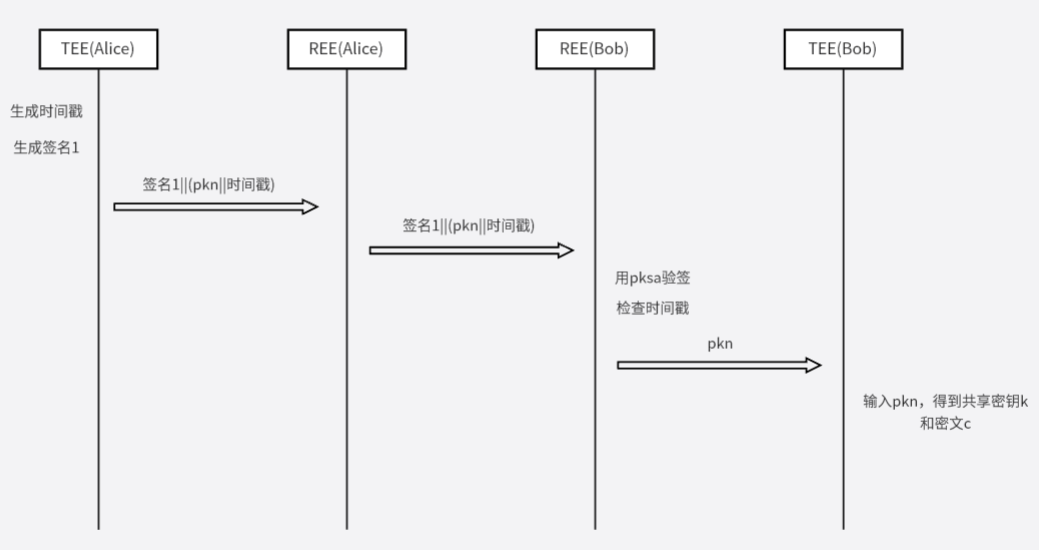 TEE(Alice)
REE(Alice)
REE(Bob)
TEE(Bob)
生成时间戳
生成签名1
签名1||(pkn||时间戳)
签名1||(pkn||时间戳)
用pksa验签
检查时间戳
pkn
输入pkn，得到共享密钥k
和密文c